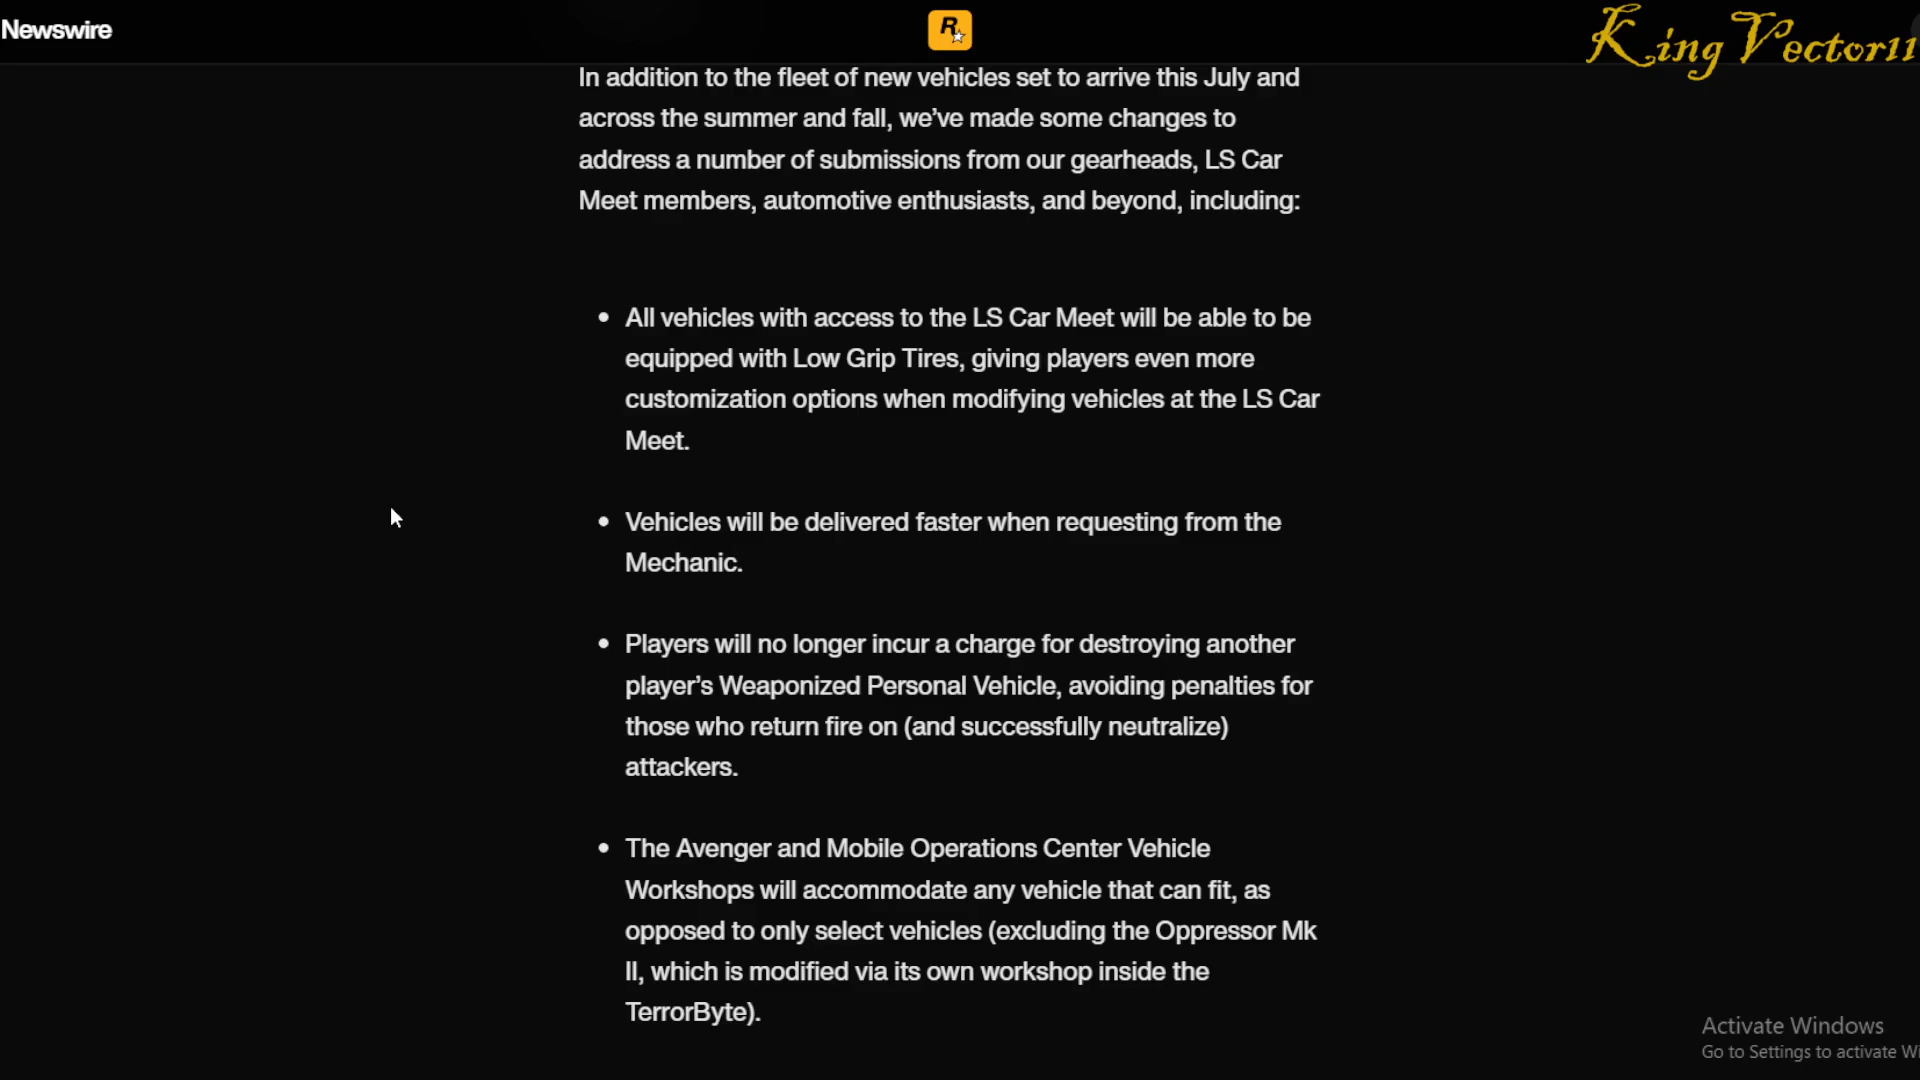 Newswire
R
King Vector11
In addition to the fleet of new vehicles set to arrive this July and
across the summer and fall, we’ve made some changes to
address a number of submissions from our gearheads, LS Car
Meet members, automotive enthusiasts, and beyond, including:
• All vehicles with access to the LS Car Meet will be able to be
equipped with Low Grip Tires, giving players even more
customization options when modifying vehicles at the LS Car
Meet.
• Vehicles will be delivered faster when requesting from the
Mechanic.
• Players will no longer incur a charge for destroying another
player’s Weaponized Personal Vehicle, avoiding penalties for
those who return fire on (and successfully neutralize)
attackers.
• The Avenger and Mobile Operations Center Vehicle
Workshops will accommodate any vehicle that can fit, as
opposed to only select vehicles (excluding the Oppressor Mk
II, which is modified via its own workshop inside the
TerrorByte).
Activate Windows
Go to Settings to activate Wi